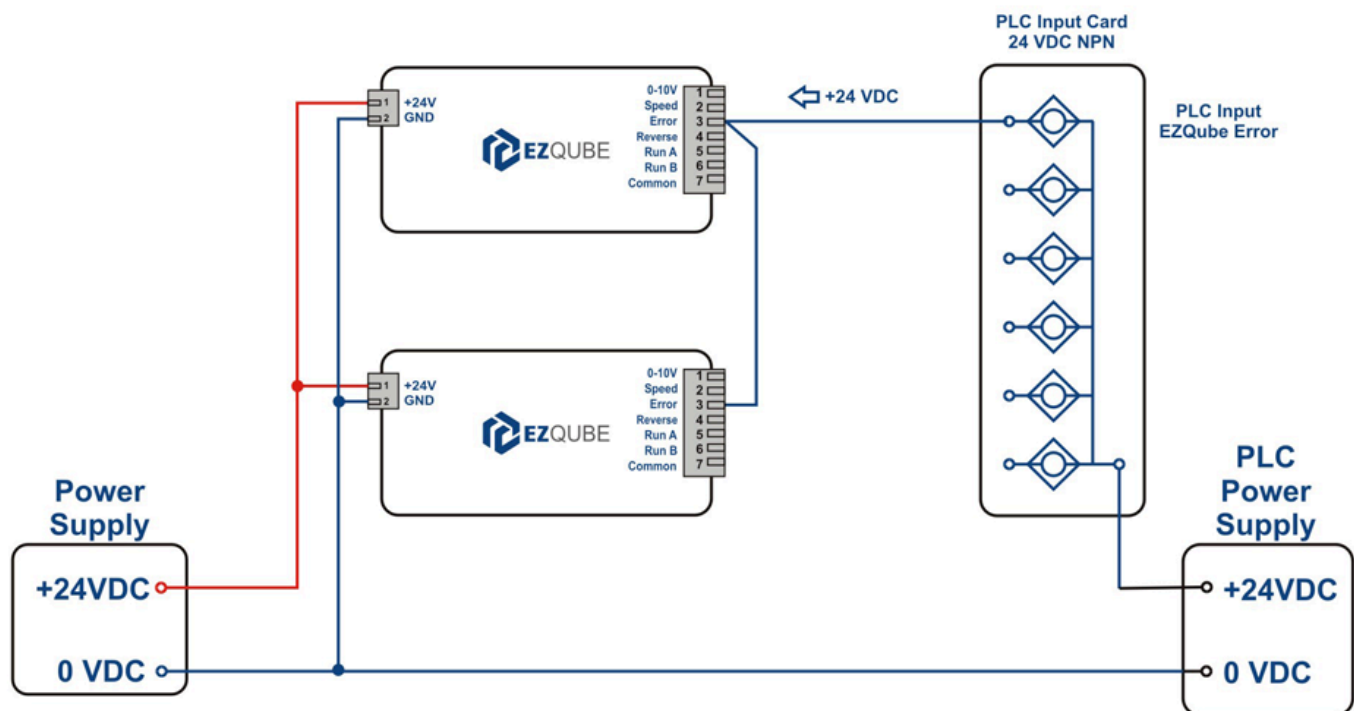 PLC Input Card
24 VDC NPN
+24 VDC
PLC Input
EZQube Error
1
2
+24V
GND
EZQUBE
0-10V 1
Speed 2
Error 3
Reverse 4
Run A 5
Run B 6
Common 7
1
2
+24V
GND
EZQUBE
0-10V 1
Speed 2
Error 3
Reverse 4
Run A 5
Run B 6
Common 7
Power
Supply
+24VDC
0 VDC
PLC
Power
Supply
+24VDC
0 VDC